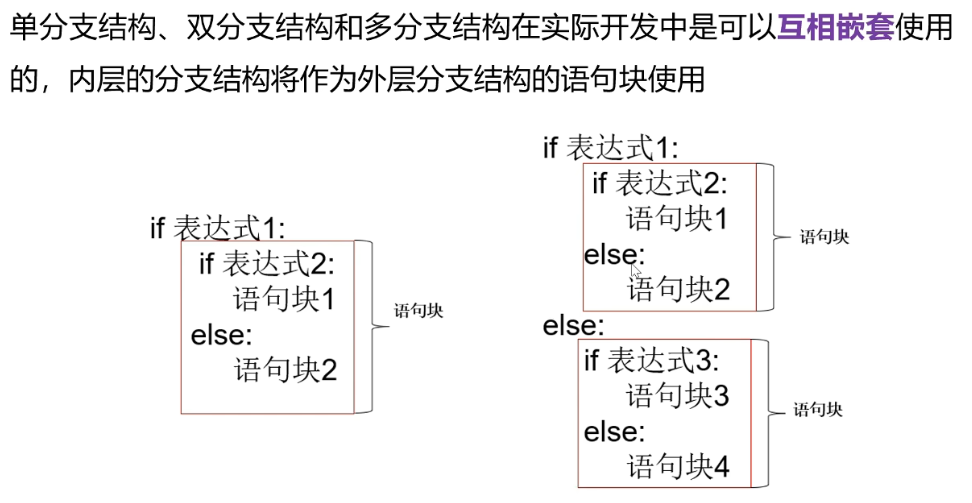 单分支结构、双分支结构和多分支结构在实际开发中是可以互相嵌套使用
的，内层的分支结构将作为外层分支结构的语句块使用
if 表达式1:
if 表达式2:
语句块1
else:
语句块2
语句块
if 表达式1:
if 表达式2:
语句块1
else:
语句块2
语句块
else:
if 表达式3:
语句块3
else:
语句块4
语句块